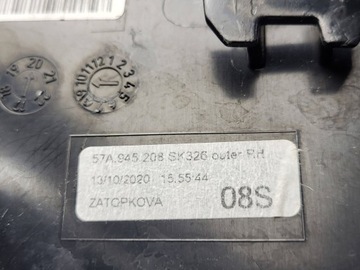 57A.945.208 SK326 outer RH
13/10/2020 15:55:44
ZATOPKOVA 08S